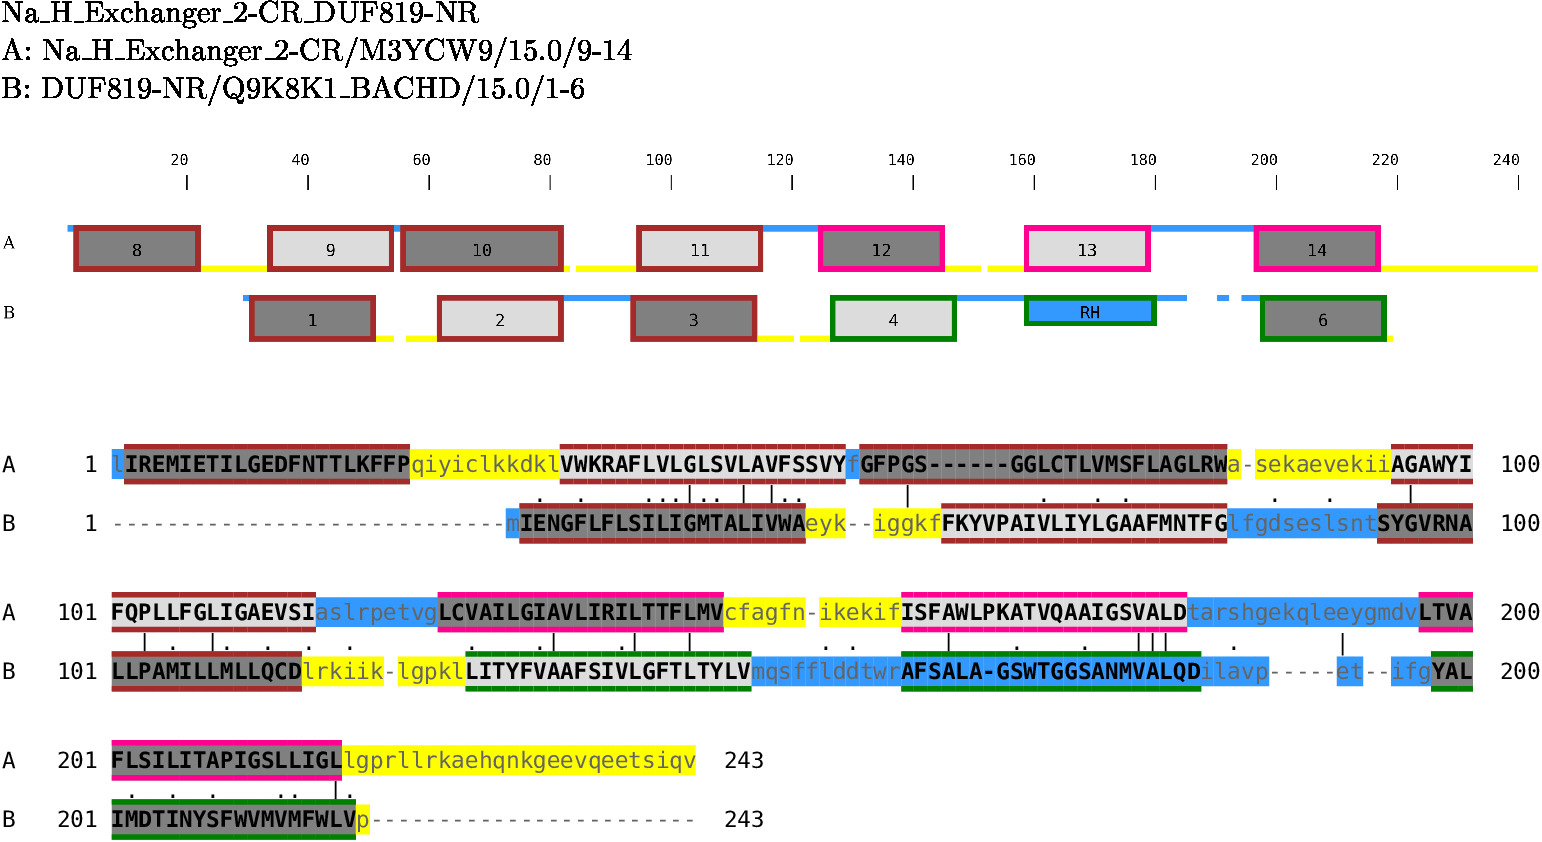 Na_H_Exchanger_2-CR_DUF819-NR
A: Na_H_Exchanger_2-CR/M3YCW9/15.0/9-14
B: DUF819-NR/Q9K8K1_BACHD/15.0/1-6
20 40 60 80 100 120 140 160 180 200 220 240
A 8 9 10 11 12 13 14
B 1 2 3 4 RH 6
A 1 lIREMIETILGEDFNTTLKFFPqiyiclkkdklVWKRAFLVLGLSVLAVFSSVYfGFPGS------GGLCTLVMSFLAGLRWa-sekaevekiiAGAWYI 100
B 1 -----------------------------mIENGFLFLSILIGMTALIVWAeyk--iggkfFKYVPAIVLIYLGAAFMNTFGlfgdseslsntSYGVRNA 100
A 101 FQPLLFGLIGAEVSIaslrpetvgLCVAILGIAVLIRILTTFLMVcfagfn-ikekifISFAWLPKATVQAAIGSVALDtarshgekqleeygmdvLTVA 200
B 101 LLPAMILLMLLQCDlrkiik-lgpklLITYFVAAFSIVLGFTLTYLVmqsfflddtwrAFSALA-GSWTGGSANMVALQDilavp-----et--ifgYAL 200
A 201 FLSILITAPIGSLLIGLlgprllrkaehqnkgeevqeetsiqv 243
B 201 IMDTINYSFWVMVMFWLVp------------------------ 243